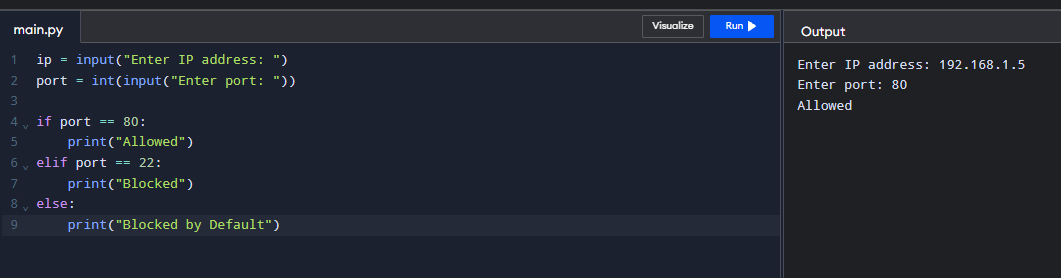 main.py
Visualize
Run
1 ip = input("Enter IP address: ")
2 port = int(input("Enter port: "))
3
4 if port == 80:
5     print("Allowed")
6 elif port == 22:
7     print("Blocked")
8 else:
9     print("Blocked by Default")
Output
Enter IP address: 192.168.1.5
Enter port: 80
Allowed